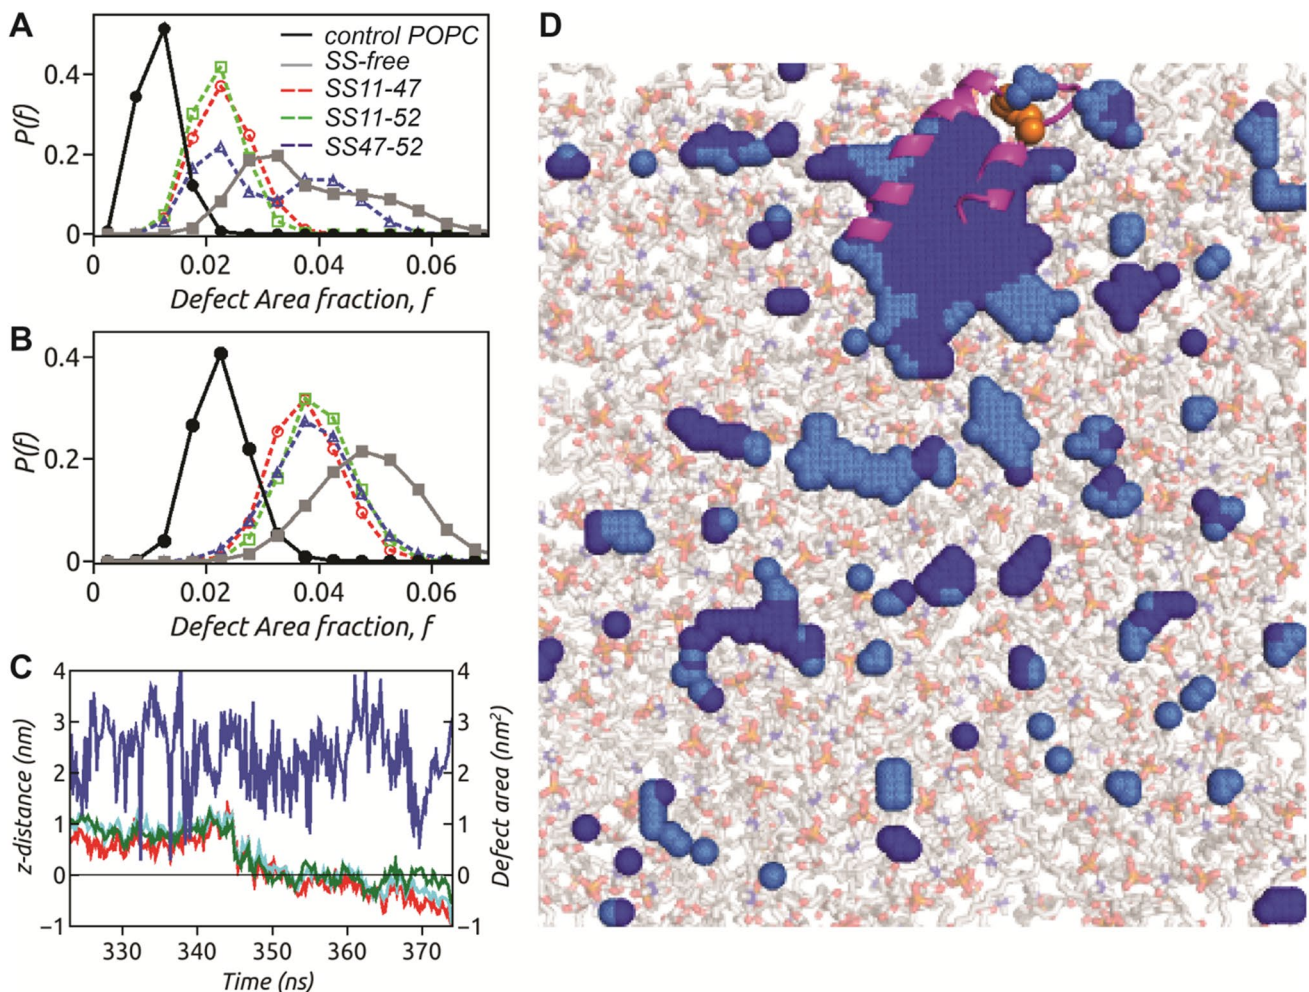 A
control POPC
SS-free
SS11-47
SS11-52
SS47-52
P(f)
0.4
0.2
0
0 0.02 0.04 0.06
Defect Area fraction, f
B
P(f)
0.4
0.2
0
0 0.02 0.04 0.06
Defect Area fraction, f
C
z-distance (nm)
4
3
2
1
0
−1
4
3
2
1
0
−1
Defect area (nm²)
330 340 350 360 370
Time (ns)
D